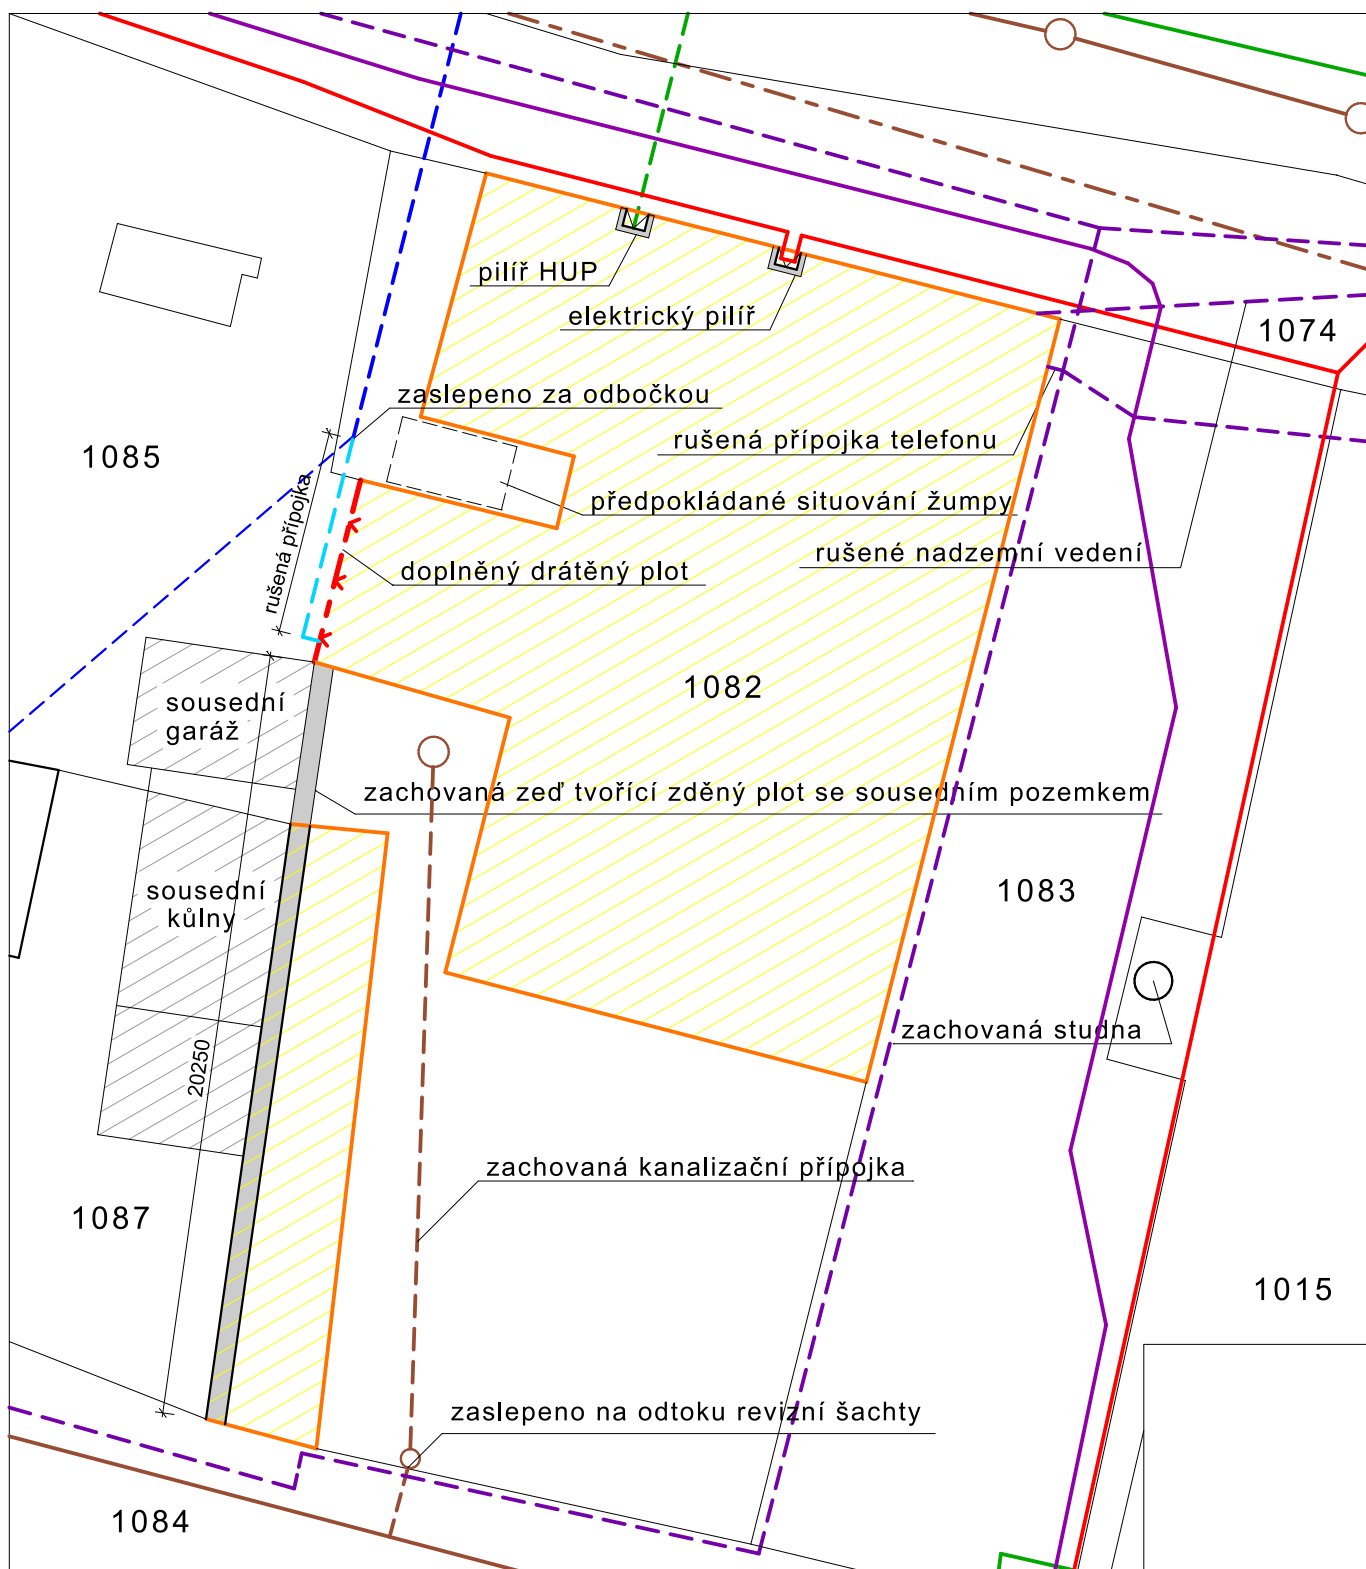 pilíř HUP
elektrický pilíř
1074
zaslepeno za odbočkou
rušená přípojka telefonu
1085
předpokládané situování žumpy
rušená přípojka
rušené nadzemní vedení
doplněný drátěný plot
1082
sousední
garáž
zachovaná zeď tvořící zděný plot se sousedním pozemkem
sousední
kůlny
1083
zachovaná studna
20250
zachovaná kanalizační přípojka
1087
1015
zaslepeno na odtoku revizní šachty
1084